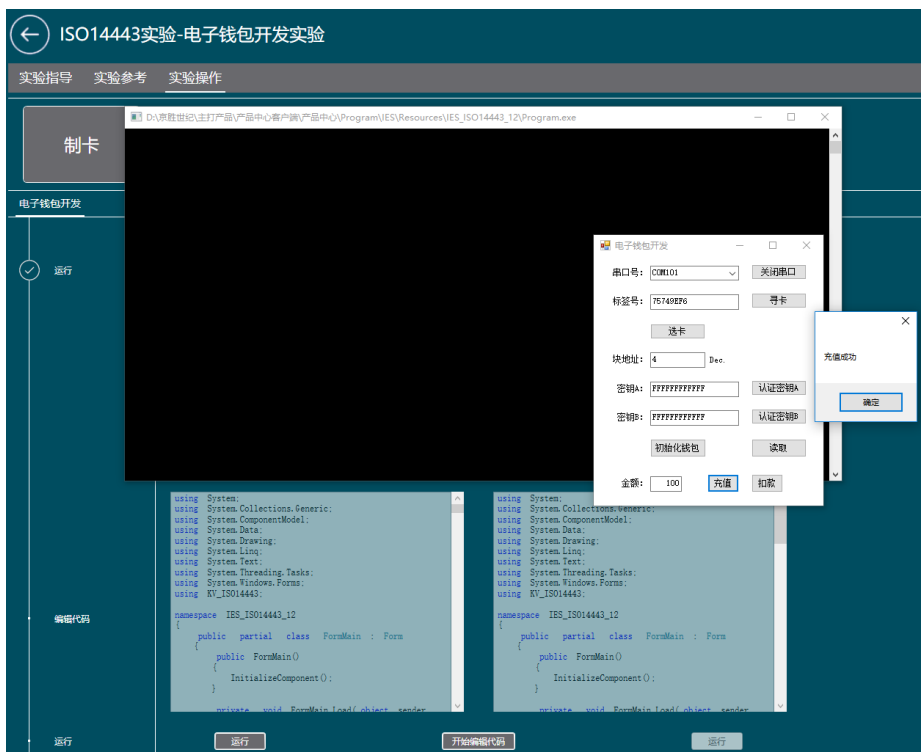 ISO14443实验-电子钱包开发实验
实验指导 实验参考 实验操作
制卡
D:\京胜世纪\主打产品\产品中心客户端\产品中心\Program\IES\Resources\IES_ISO14443_12\Program.exe
电子钱包开发
运行
电子钱包开发
串口号: COM101 关闭串口
标签号: 75749EF6 寻卡
选卡
块地址: 4 Dec.
密钥A: FFFFFFFFFFFF 认证密钥A
密钥B: FFFFFFFFFFFF 认证密钥B
初始化钱包 读取
金额: 100 充值 扣款
充值成功
确定
编辑代码
using System;
using System.Collections.Generic;
using System.ComponentModel;
using System.Data;
using System.Drawing;
using System.Linq;
using System.Text;
using System.Threading.Tasks;
using System.Windows.Forms;
using KV_ISO14443;
namespace IES_ISO14443_12
{
public partial class FormMain : Form
{
public FormMain()
{
InitializeComponent();
}
private void FormMain_Load( object sender
using System;
using System.Collections.Generic;
using System.ComponentModel;
using System.Data;
using System.Drawing;
using System.Linq;
using System.Text;
using System.Threading.Tasks;
using System.Windows.Forms;
using KV_ISO14443;
namespace IES_ISO14443_12
{
public partial class FormMain : Form
{
public FormMain()
{
InitializeComponent();
}
private void FormMain_Load( object sender
运行
运行 开始编辑代码 运行